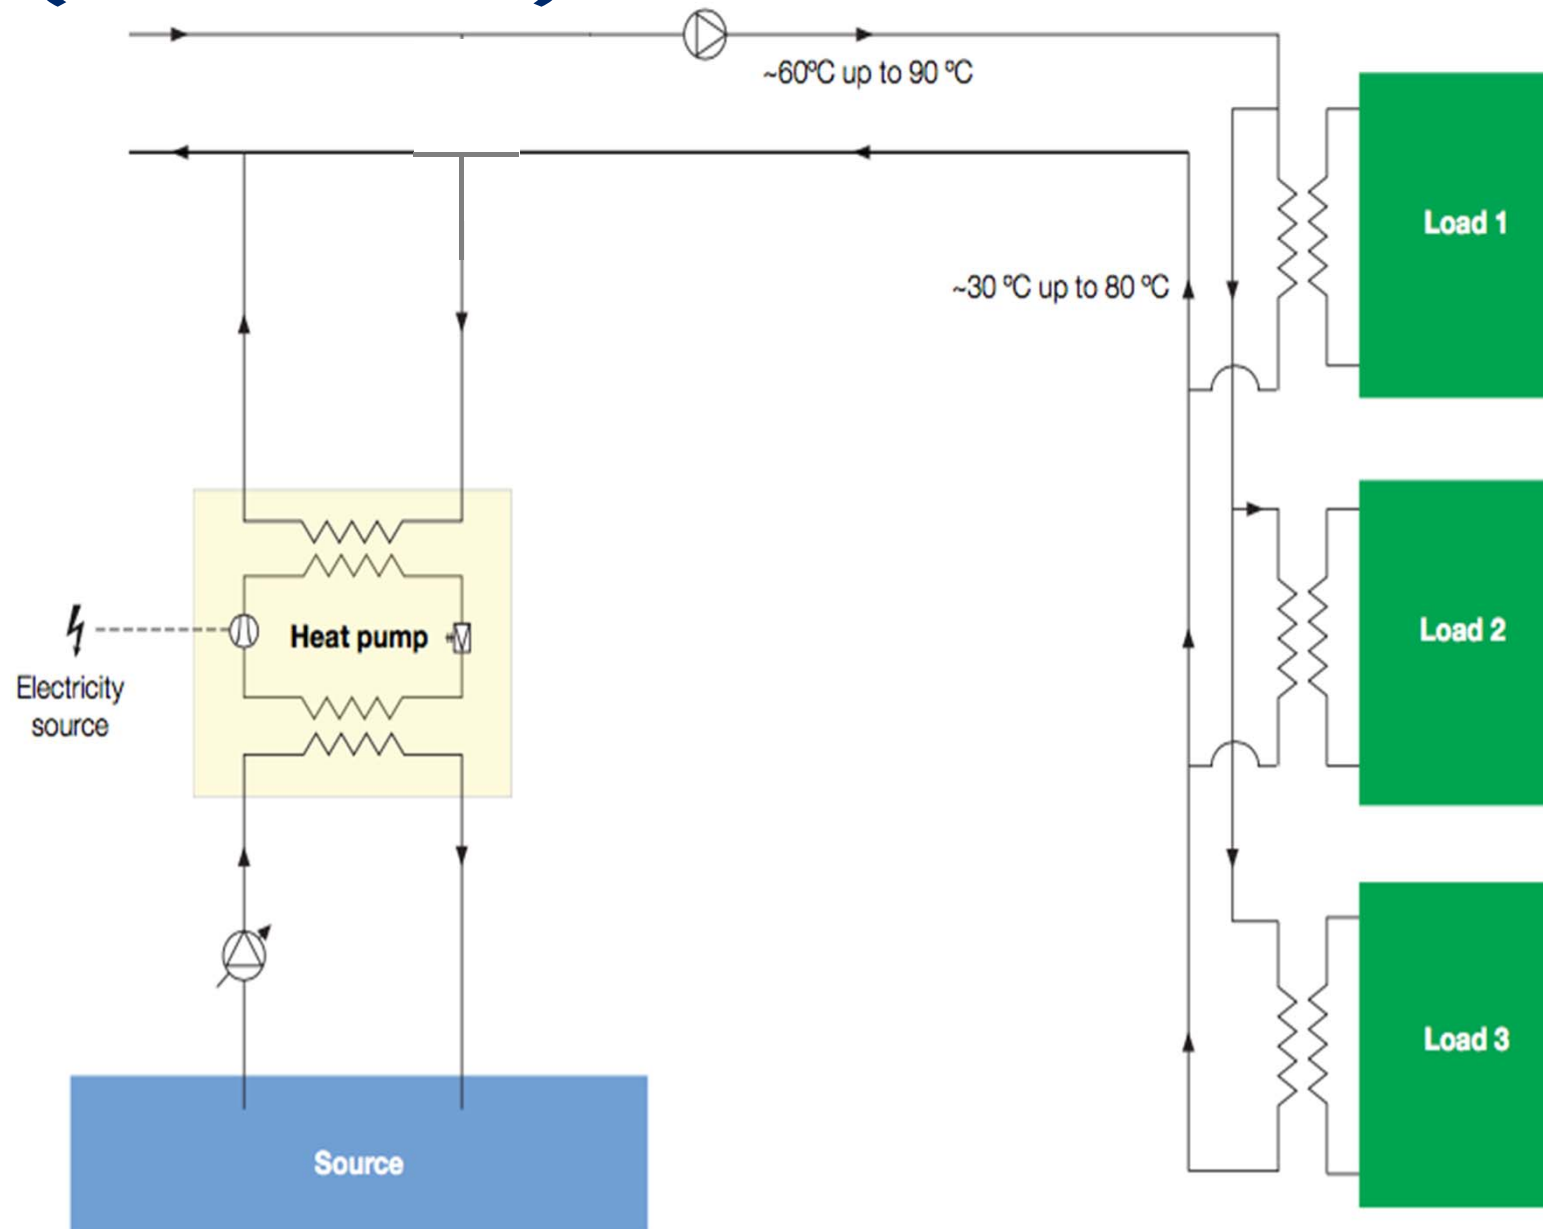 ~60ºC up to 90 ºC
~30 ºC up to 80 ºC
Load 1
Load 2
Load 3
Heat pump
Electricity
source
Source